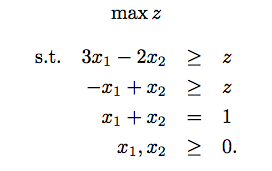 max z
s.t. 3x₁ − 2x₂ ≥ z
−x₁ + x₂ ≥ z
x₁ + x₂ = 1
x₁, x₂ ≥ 0.